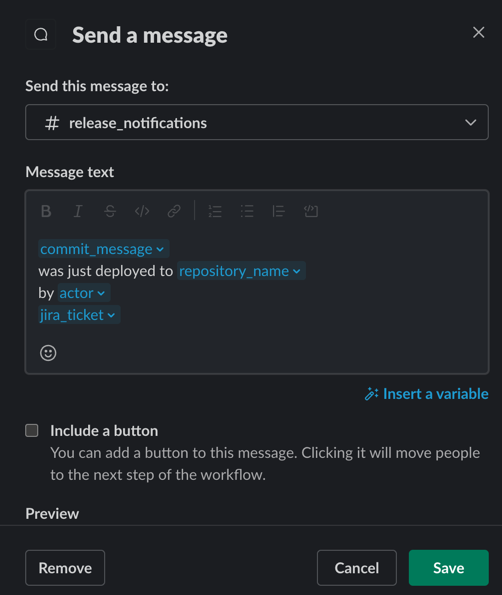 Send a message
Send this message to:
# release_notifications
Message text
commit_message
was just deployed to repository_name
by actor
jira_ticket
Insert a variable
Include a button
You can add a button to this message. Clicking it will move people
to the next step of the workflow.
Preview
Remove
Cancel
Save